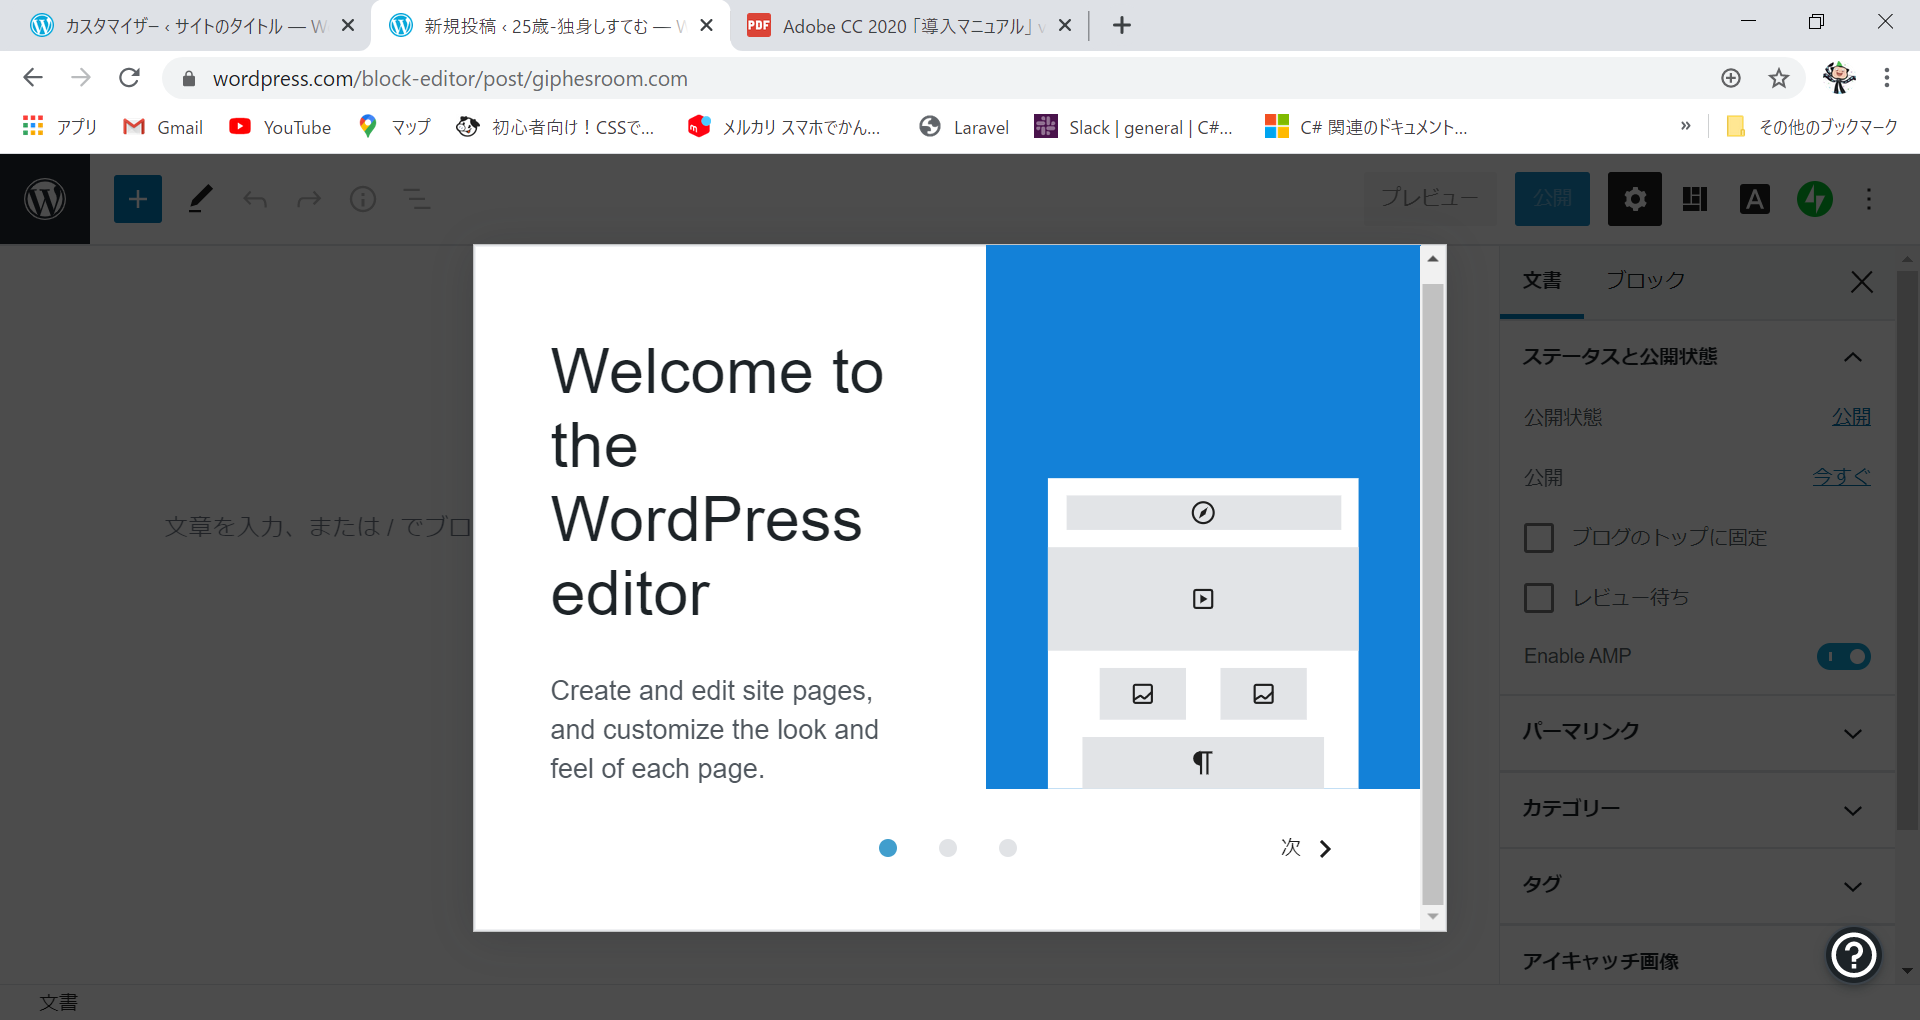 カスタマイザー ‹ サイトのタイトル — W
新規投稿 ‹ 25歳-独身しすてむ — W
PDF
Adobe CC 2020「導入マニュアル」 v
wordpress.com/block-editor/post/giphesroom.com
アプリ
Gmail
YouTube
マップ
初心者向け！CSSで...
メルカリ スマホでかん...
Laravel
Slack | general | C#...
C# 関連のドキュメント...
»
その他のブックマーク
プレビュー
公開
A
文書
ブロック
ステータスと公開状態
公開状態
公開
公開
今すぐ
ブログのトップに固定
レビュー待ち
Enable AMP
パーマリンク
カテゴリー
タグ
アイキャッチ画像
文章を入力、または / でブロ
Welcome to
the
WordPress
editor
Create and edit site pages,
and customize the look and
feel of each page.
次
文書